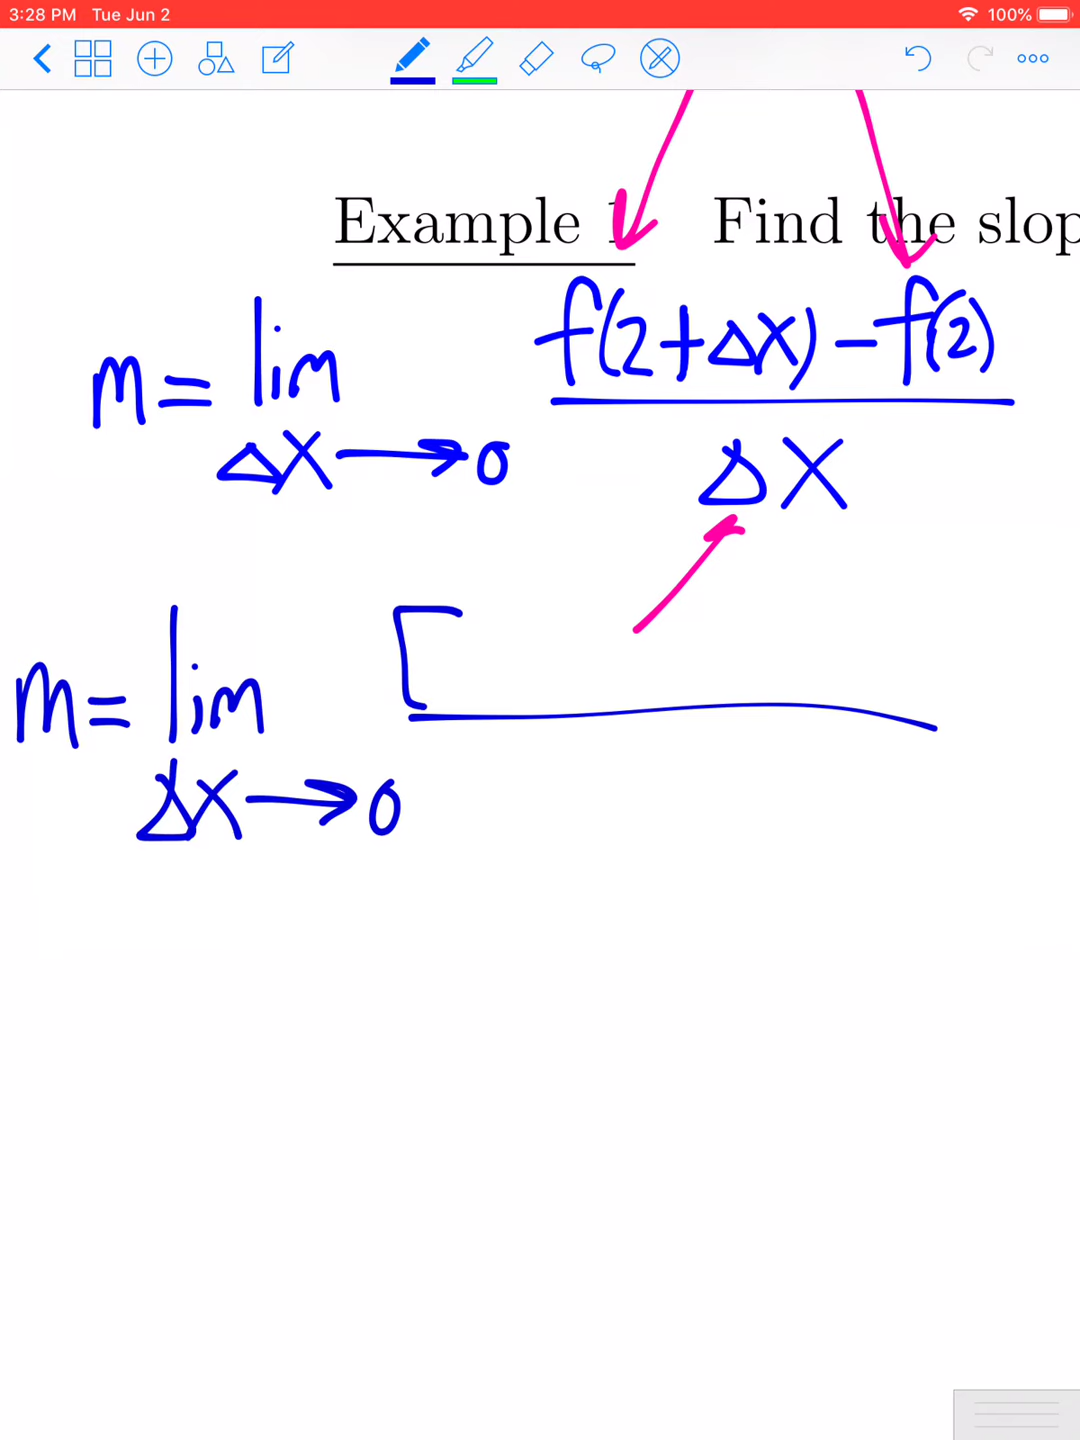 3:28 PM Tue Jun 2 100%
Example Find the slop
m = lim f(2+Δx) - f(2)
Δx → 0 Δx
m = lim [
Δx → 0